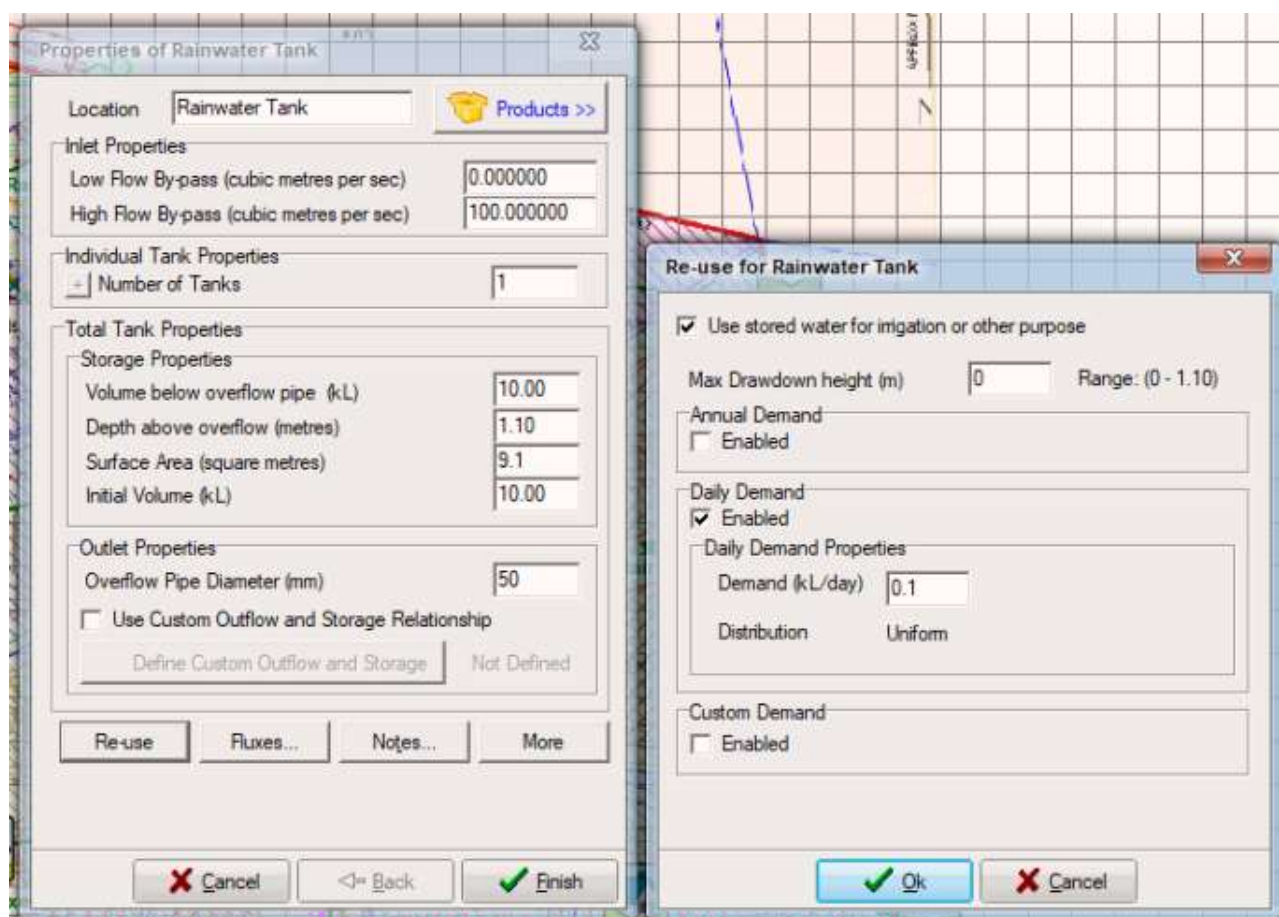 Properties of Rainwater Tank
Location Rainwater Tank Products >>
Inlet Properties
Low Flow By-pass (cubic metres per sec) 0.000000
High Flow By-pass (cubic metres per sec) 100.000000
Individual Tank Properties
Number of Tanks 1
Total Tank Properties
Storage Properties
Volume below overflow pipe (kL) 10.00
Depth above overflow (metres) 1.10
Surface Area (square metres) 9.1
Initial Volume (kL) 10.00
Outlet Properties
Overflow Pipe Diameter (mm) 50
Use Custom Outflow and Storage Relationship
Define Custom Outflow and Storage Not Defined
Re-use Fluxes... Notes... More
Cancel Back Finish
Re-use for Rainwater Tank
Use stored water for irrigation or other purpose
Max Drawdown height (m) 0 Range: (0 - 1.10)
Annual Demand
Enabled
Daily Demand
Enabled
Daily Demand Properties
Demand (kL/day) 0.1
Distribution Uniform
Custom Demand
Enabled
Ok Cancel